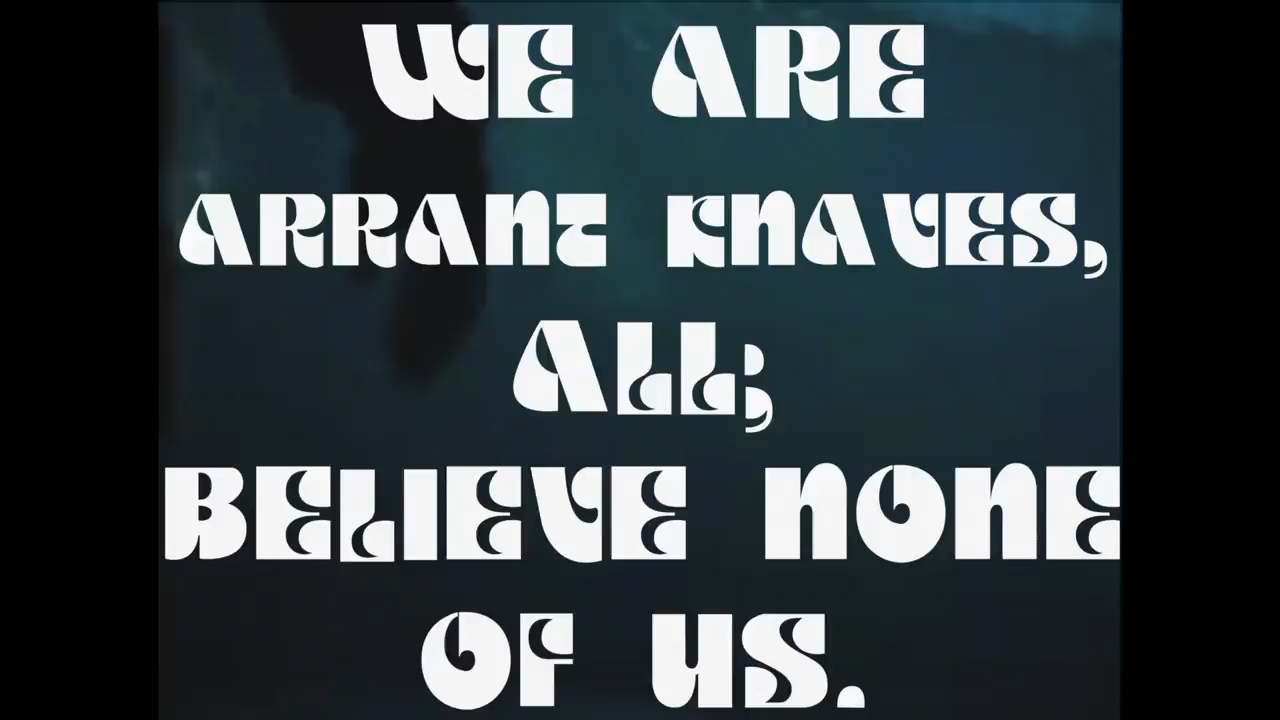 WE ARE
ARRANT KNAVES,
ALL;
BELIEVE NONE
OF US.